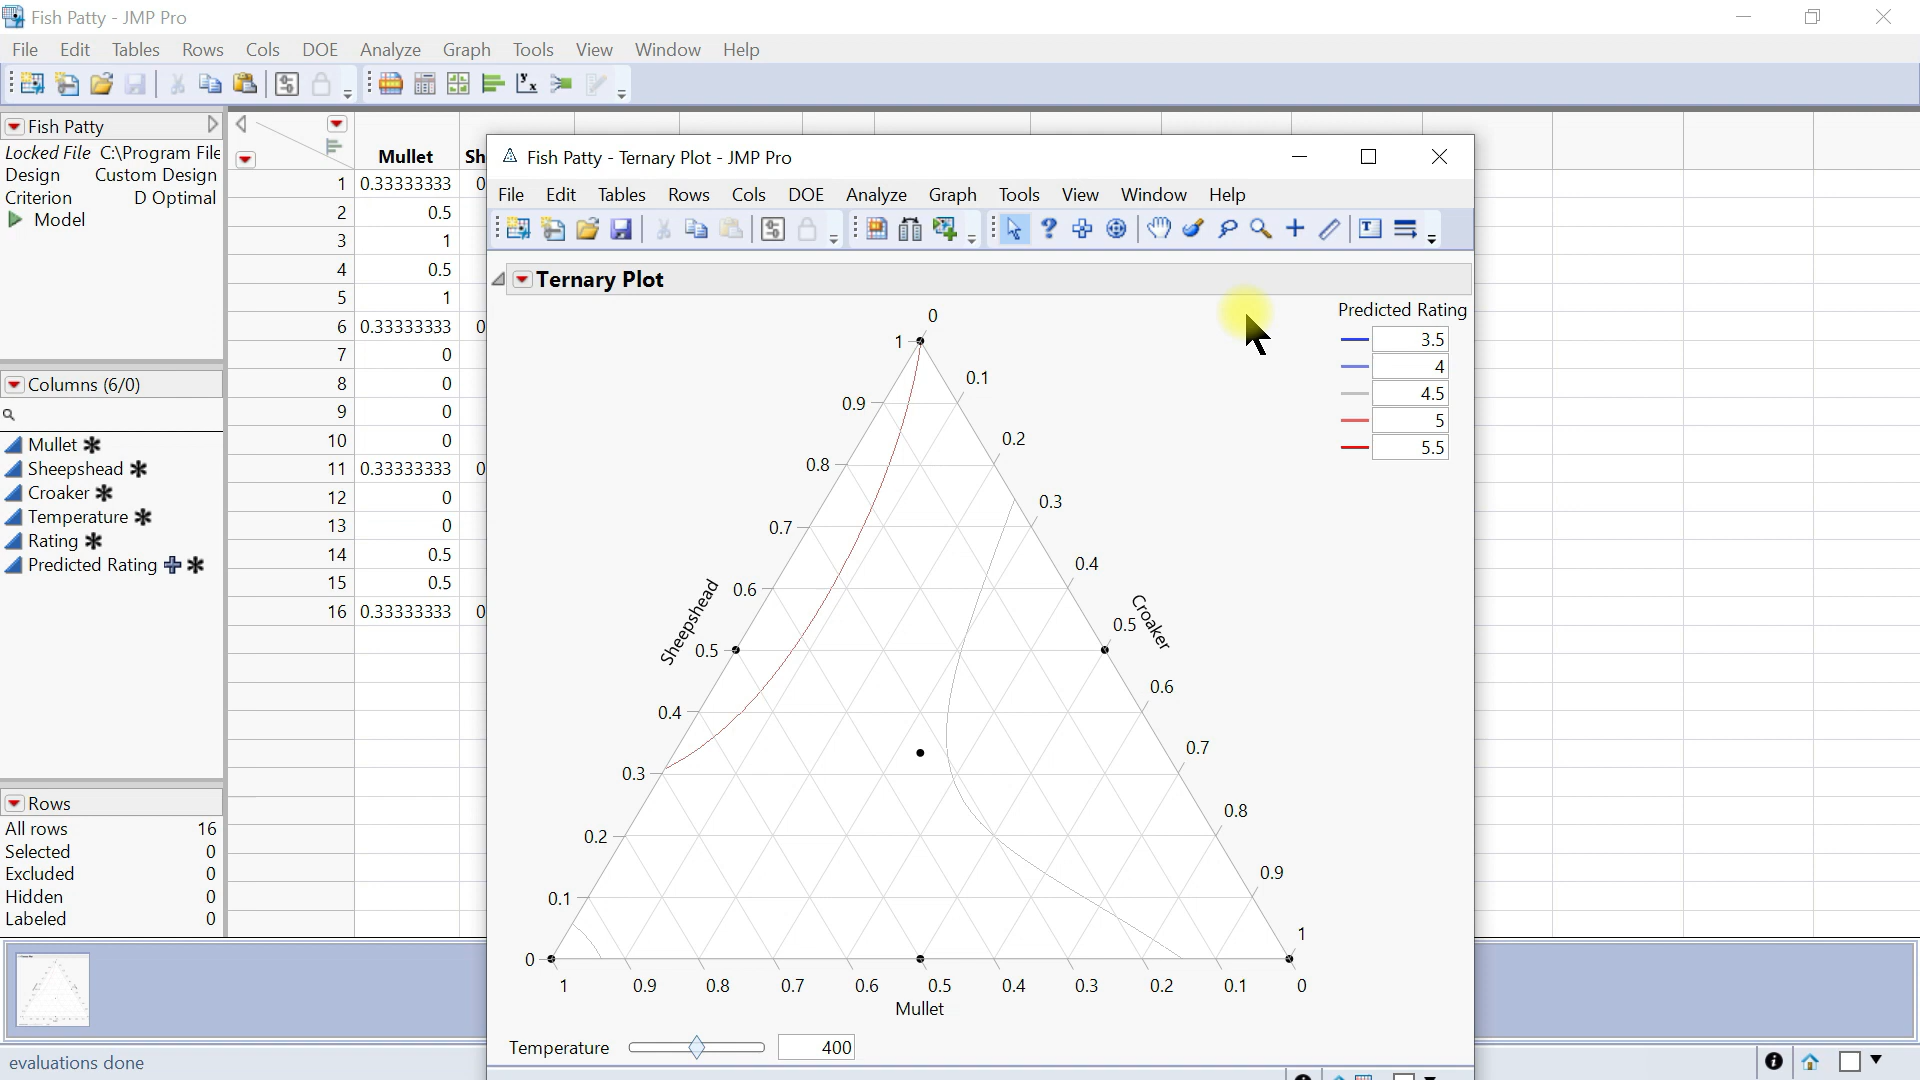 Fish Patty - JMP Pro
File Edit Tables Rows Cols DOE Analyze Graph Tools View Window Help
Fish Patty
Locked File C:\Program File
Design Custom Design
Criterion D Optimal
Model
Columns (6/0)
Mullet
Sheepshead
Croaker
Temperature
Rating
Predicted Rating
Rows
All rows 16
Selected 0
Excluded 0
Hidden 0
Labeled 0
Mullet Sh
1 0.33333333 0
2 0.5
3 1
4 0.5
5 1
6 0.33333333 0
7 0
8 0
9 0
10 0
11 0.33333333 0
12 0
13 0
14 0.5
15 0.5
16 0.33333333 0
Fish Patty - Ternary Plot - JMP Pro
File Edit Tables Rows Cols DOE Analyze Graph Tools View Window Help
Ternary Plot
Predicted Rating
3.5
4
4.5
5
5.5
0
1
0.1
0.9
0.2
0.8
0.3
0.7
0.4
0.6
Sheepshead
Croaker
0.5
0.5
0.6
0.4
0.7
0.3
0.8
0.2
0.9
0.1
1
0
1 0.9 0.8 0.7 0.6 0.5 0.4 0.3 0.2 0.1 0
Mullet
Temperature 400
evaluations done